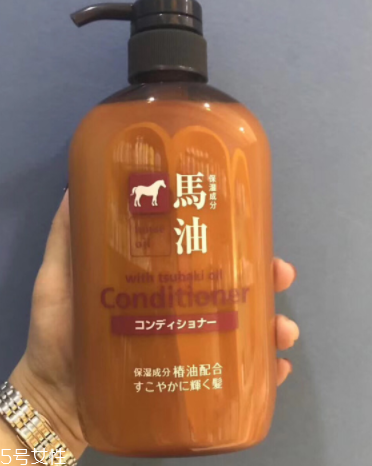 保湿成分
馬油
horse
oil
with tsubaki oil
Conditioner
コンディショナー
保湿成分 椿油配合
すこやかに輝く髪
5号女性